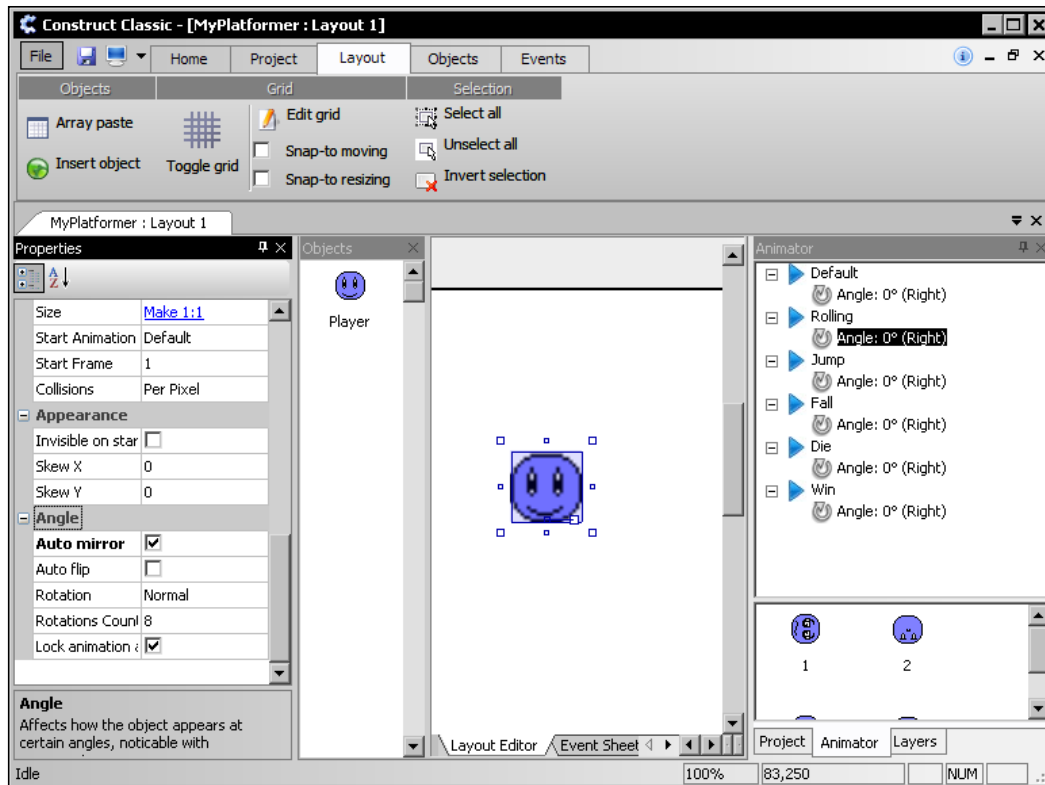 Construct Classic - [MyPlatformer : Layout 1]
File Home Project Layout Objects Events
Objects Grid Selection
Array paste
Insert object
Toggle grid
Edit grid
Snap-to moving
Snap-to resizing
Select all
Unselect all
Invert selection
MyPlatformer : Layout 1
Properties
Size Make 1:1
Start Animation Default
Start Frame 1
Collisions Per Pixel
Appearance
Invisible on star
Skew X 0
Skew Y 0
Angle
Auto mirror
Auto flip
Rotation Normal
Rotations Count 8
Lock animation a
Angle
Affects how the object appears at
certain angles, noticable with
Objects
Player
Layout Editor Event Sheet
Animator
Default
Angle: 0° (Right)
Rolling
Angle: 0° (Right)
Jump
Angle: 0° (Right)
Fall
Angle: 0° (Right)
Die
Angle: 0° (Right)
Win
Angle: 0° (Right)
1 2
Project Animator Layers
Idle 100% 83,250 NUM